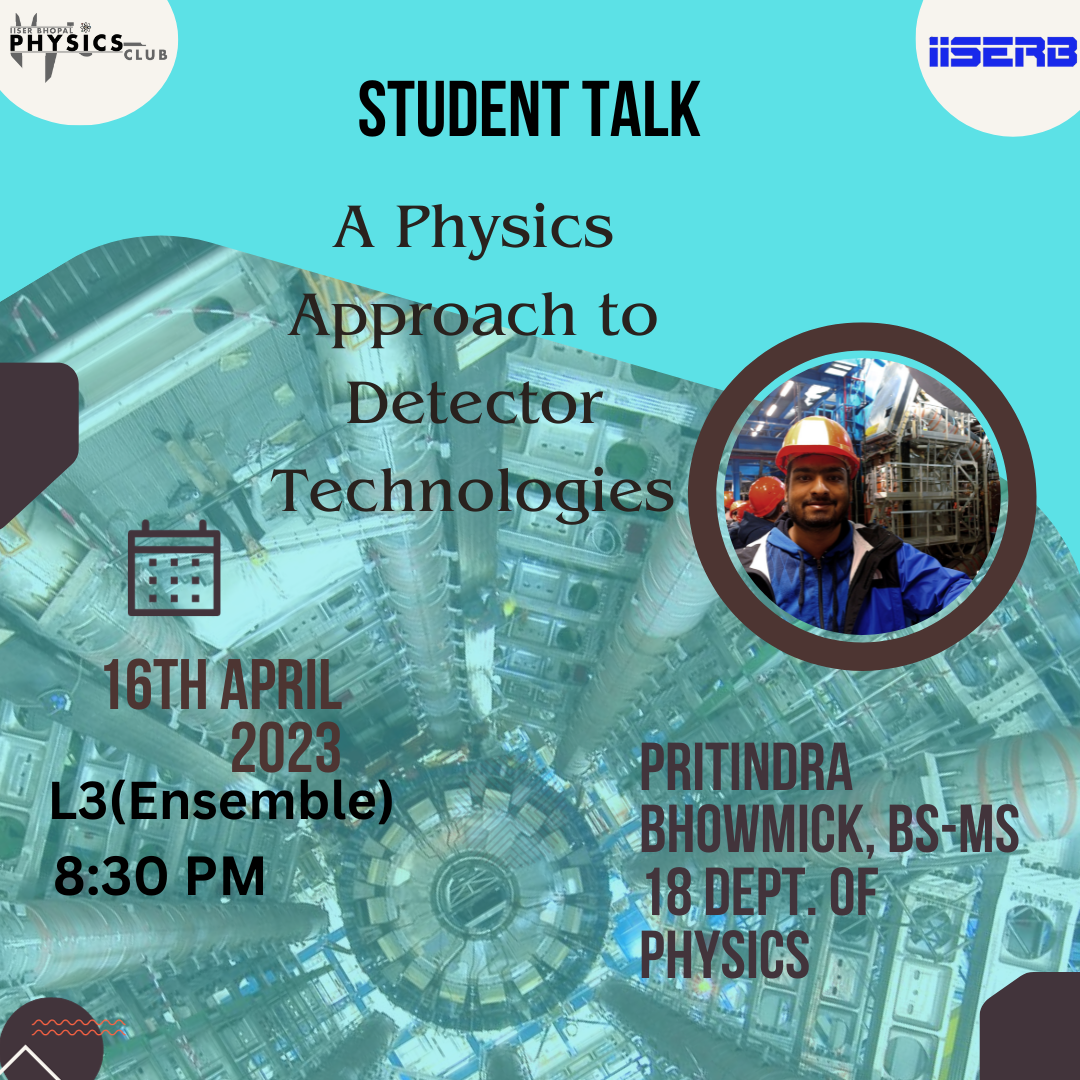 IISER BHOPAL
PHYSICS
CLUB
iiSERB
STUDENT TALK
A Physics
Approach to
Detector
Technologies
16TH APRIL
2023
L3(Ensemble)
8:30 PM
PRITINDRA
BHOWMICK, BS-MS
18 DEPT. OF
PHYSICS